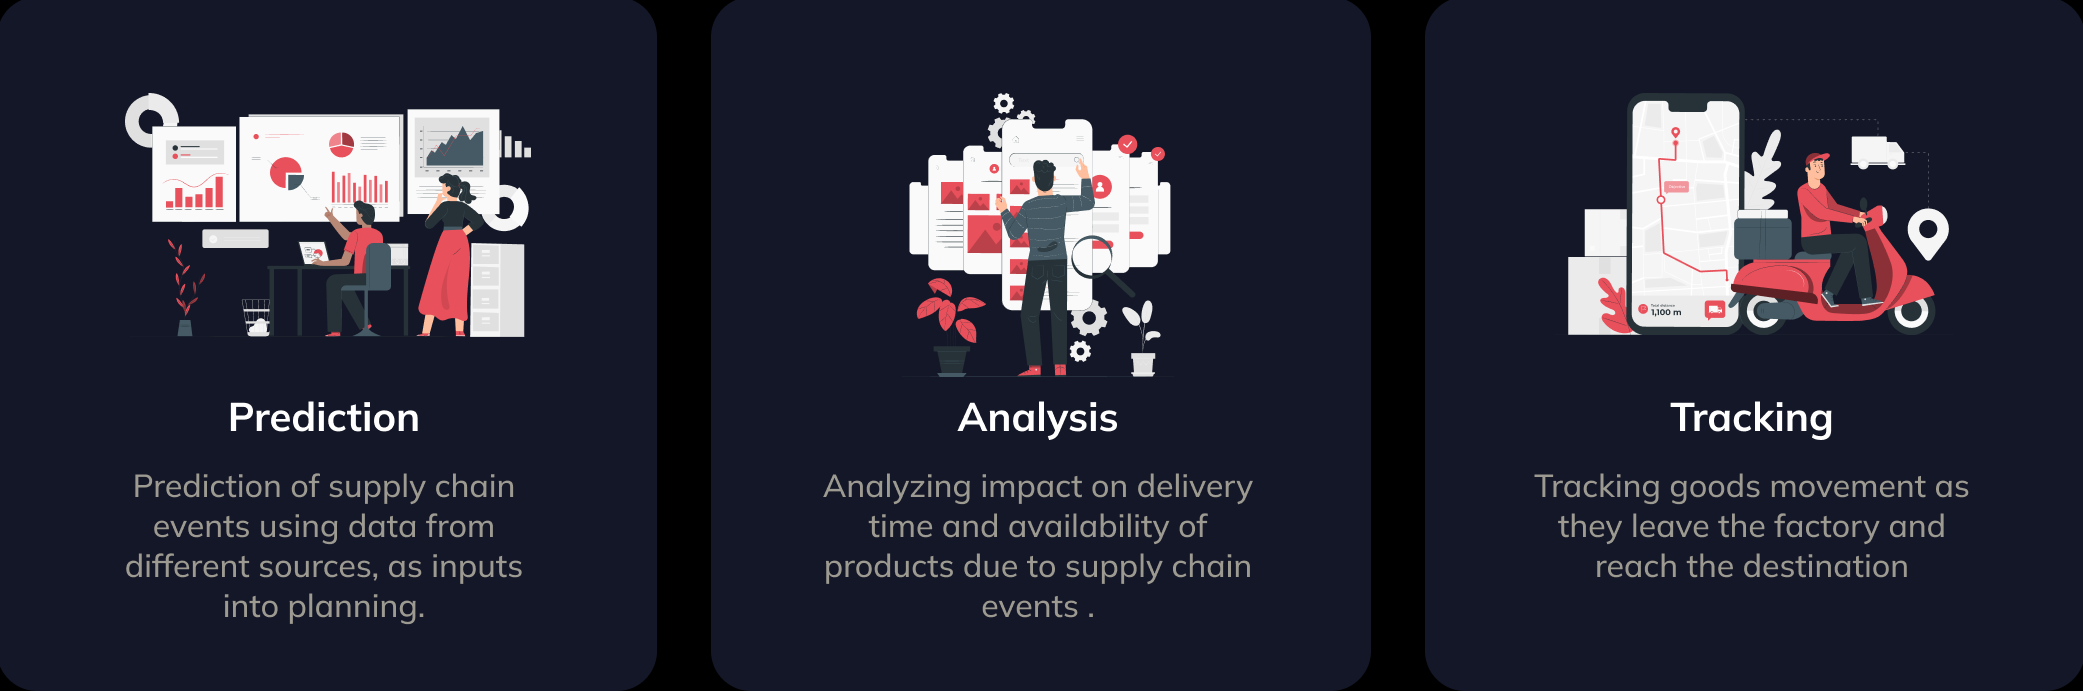 Prediction
Prediction of supply chain
events using data from
different sources, as inputs
into planning.
Analysis
Analyzing impact on delivery
time and availability of
products due to supply chain
events .
Total distance
1,100 m
Tracking
Tracking goods movement as
they leave the factory and
reach the destination